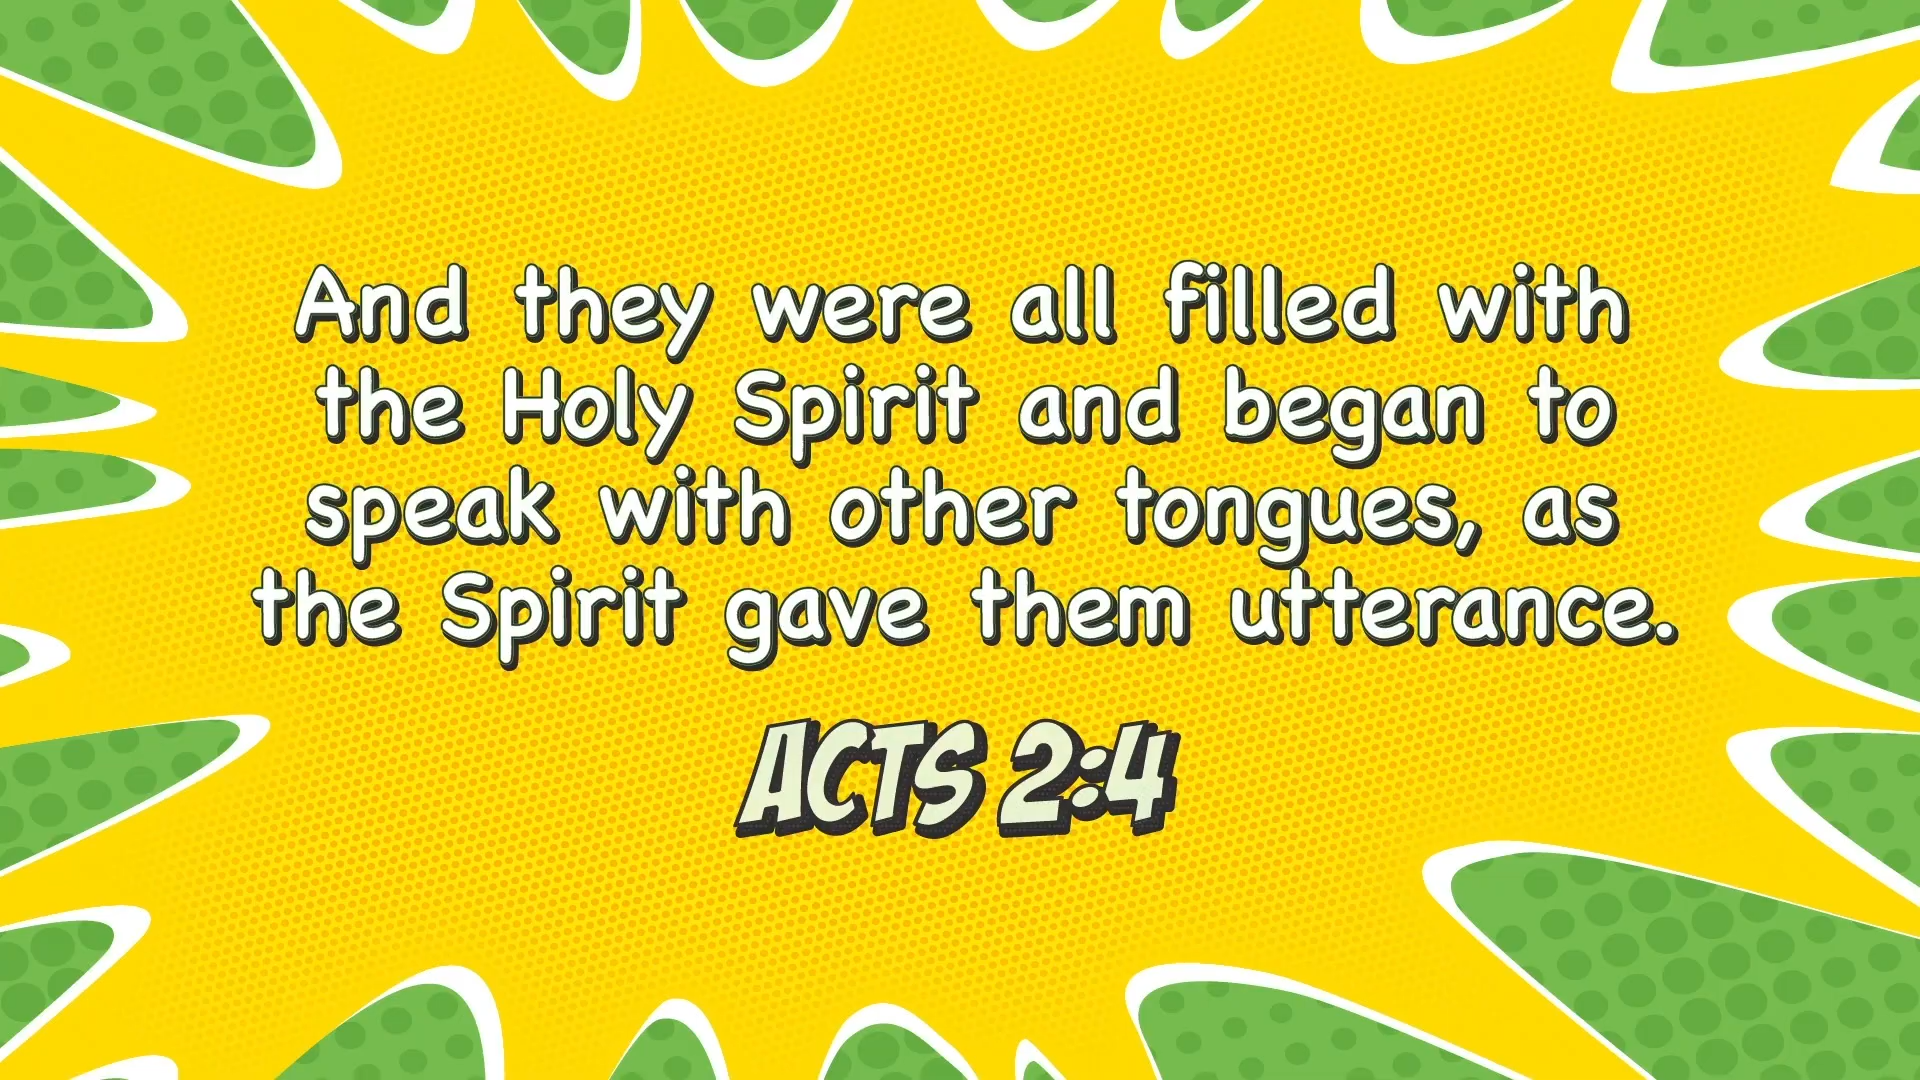 And they were all filled with
the Holy Spirit and began to
speak with other tongues, as
the Spirit gave them utterance.
ACTS 2:4